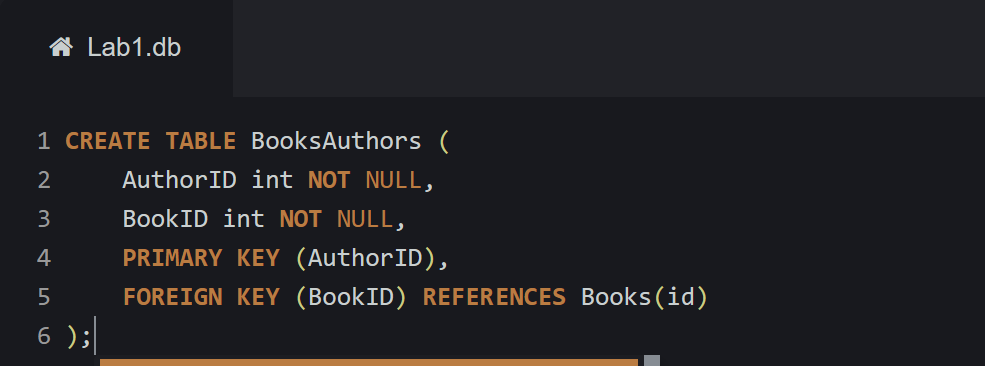 Lab1.db
1 CREATE TABLE BooksAuthors (
2     AuthorID int NOT NULL,
3     BookID int NOT NULL,
4     PRIMARY KEY (AuthorID),
5     FOREIGN KEY (BookID) REFERENCES Books(id)
6 );